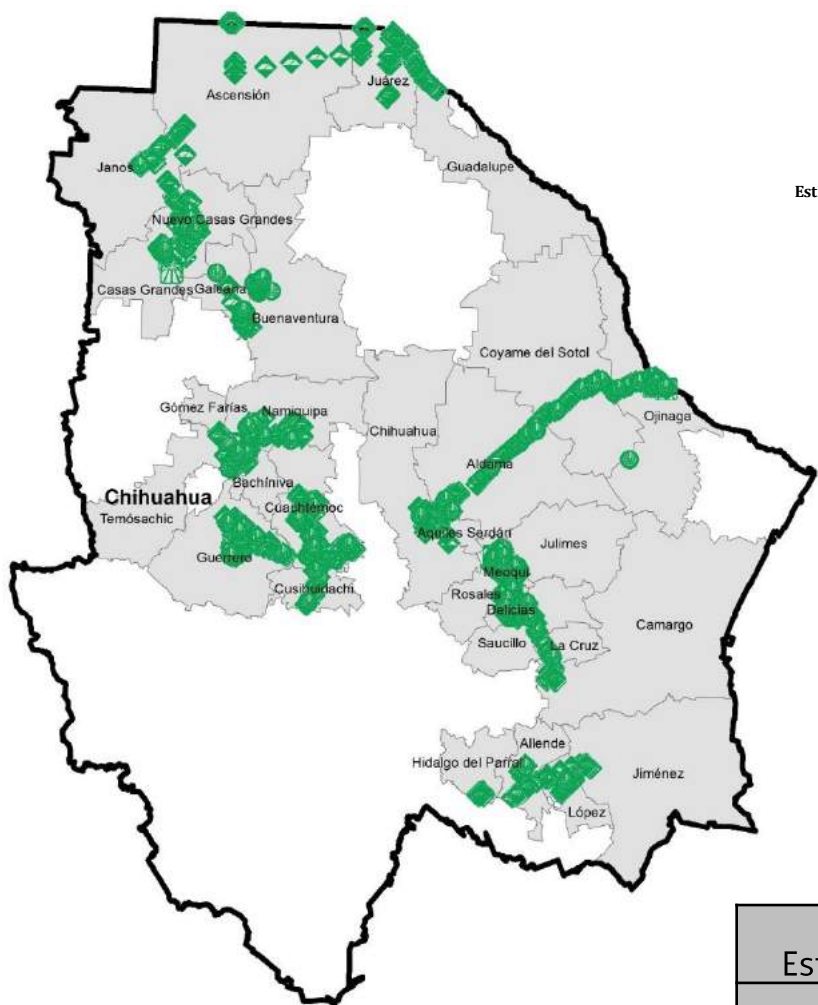 Juárez
Ascensión
Janos
Guadalupe
Est
Nuevo Casas Grandes
Casas Grandes
Galeana
Buenaventura
Coyame del Sotol
Gómez Farías
Namiquipa
Ojinaga
Chihuahua
Aldama
Bachíniva
Chihuahua
Cuauhtémoc
Temósachic
Aquiles Serdán
Julimes
Guerrero
Meoqui
Cusihuiriachi
Rosales
Delicias
Camargo
Saucillo
La Cruz
Allende
Hidalgo del Parral
Jiménez
López
Est